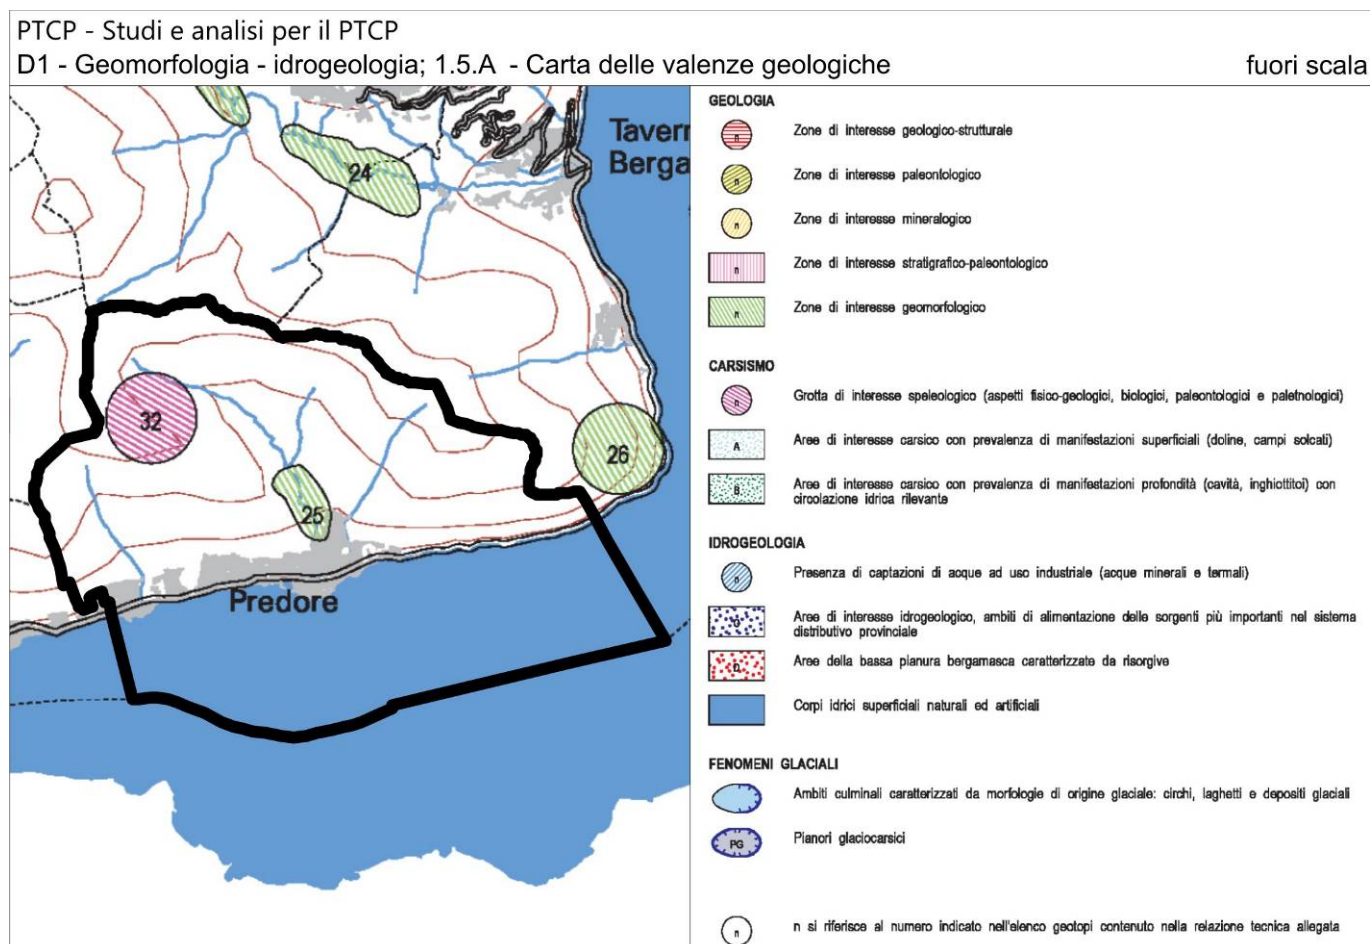 PTCP - Studi e analisi per il PTCP
D1 - Geomorfologia - idrogeologia; 1.5.A - Carta delle valenze geologiche
fuori scala
Tavern
Berga
24
32
26
25
Predore
GEOLOGIA
n Zone di interesse geologico-strutturale
n Zone di interesse paleontologico
n Zone di interesse mineralogico
n Zone di interesse stratigrafico-paleontologico
n Zone di interesse geomorfologico
CARSISMO
n Grotta di interesse speleologico (aspetti fisico-geologici, biologici, paleontologici e paletnologici)
A Aree di interesse carsico con prevalenza di manifestazioni superficiali (doline, campi solcati)
B Aree di interesse carsico con prevalenza di manifestazioni profondità (cavità, inghiottitoi) con
circolazione idrica rilevante
IDROGEOLOGIA
n Presenza di captazioni di acque ad uso industriale (acque minerali e termali)
Aree di interesse idrogeologico, ambiti di alimentazione delle sorgenti più importanti nel sistema
distributivo provinciale
Aree della bassa pianura bergamasca caratterizzate da risorgive
Corpi idrici superficiali naturali ed artificiali
FENOMENI GLACIALI
Ambiti culminali caratterizzati da morfologie di origine glaciale: circhi, laghetti e depositi glaciali
PG Pianori glaciocarsici
n n si riferisce al numero indicato nell'elenco geotopi contenuto nella relazione tecnica allegata